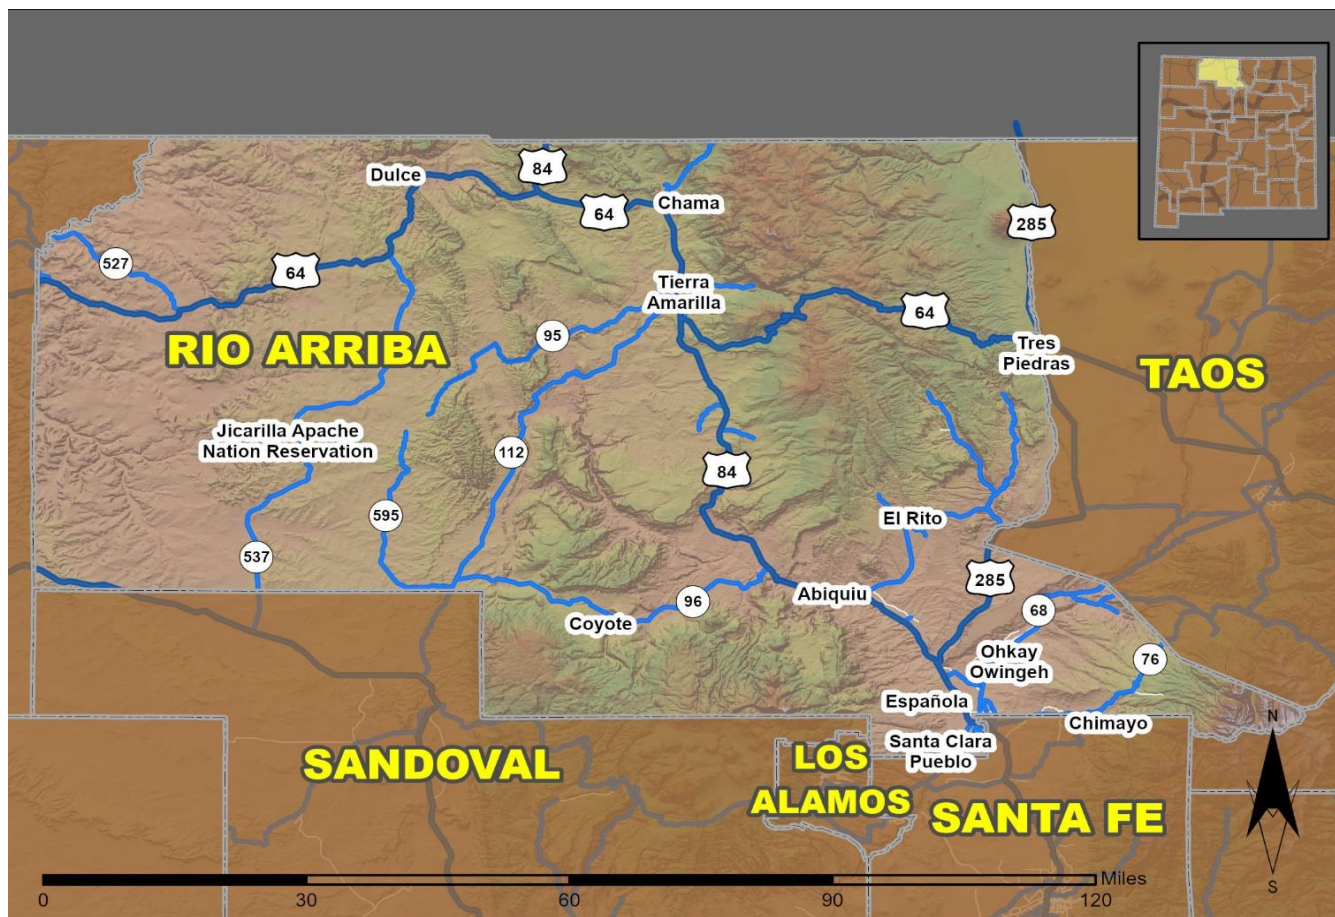 84
Dulce
64
Chama
285
527
64
Tierra
Amarilla
64
95
RIO ARRIBA
Tres
Piedras
TAOS
Jicarilla Apache
Nation Reservation
112
84
595
El Rito
537
285
Abiquiu
96
68
Coyote
Ohkay
Owingeh
76
Española
Chimayo
N
Santa Clara
Pueblo
SANDOVAL
LOS
ALAMOS
SANTA FE
Miles
0
30
60
90
120
S